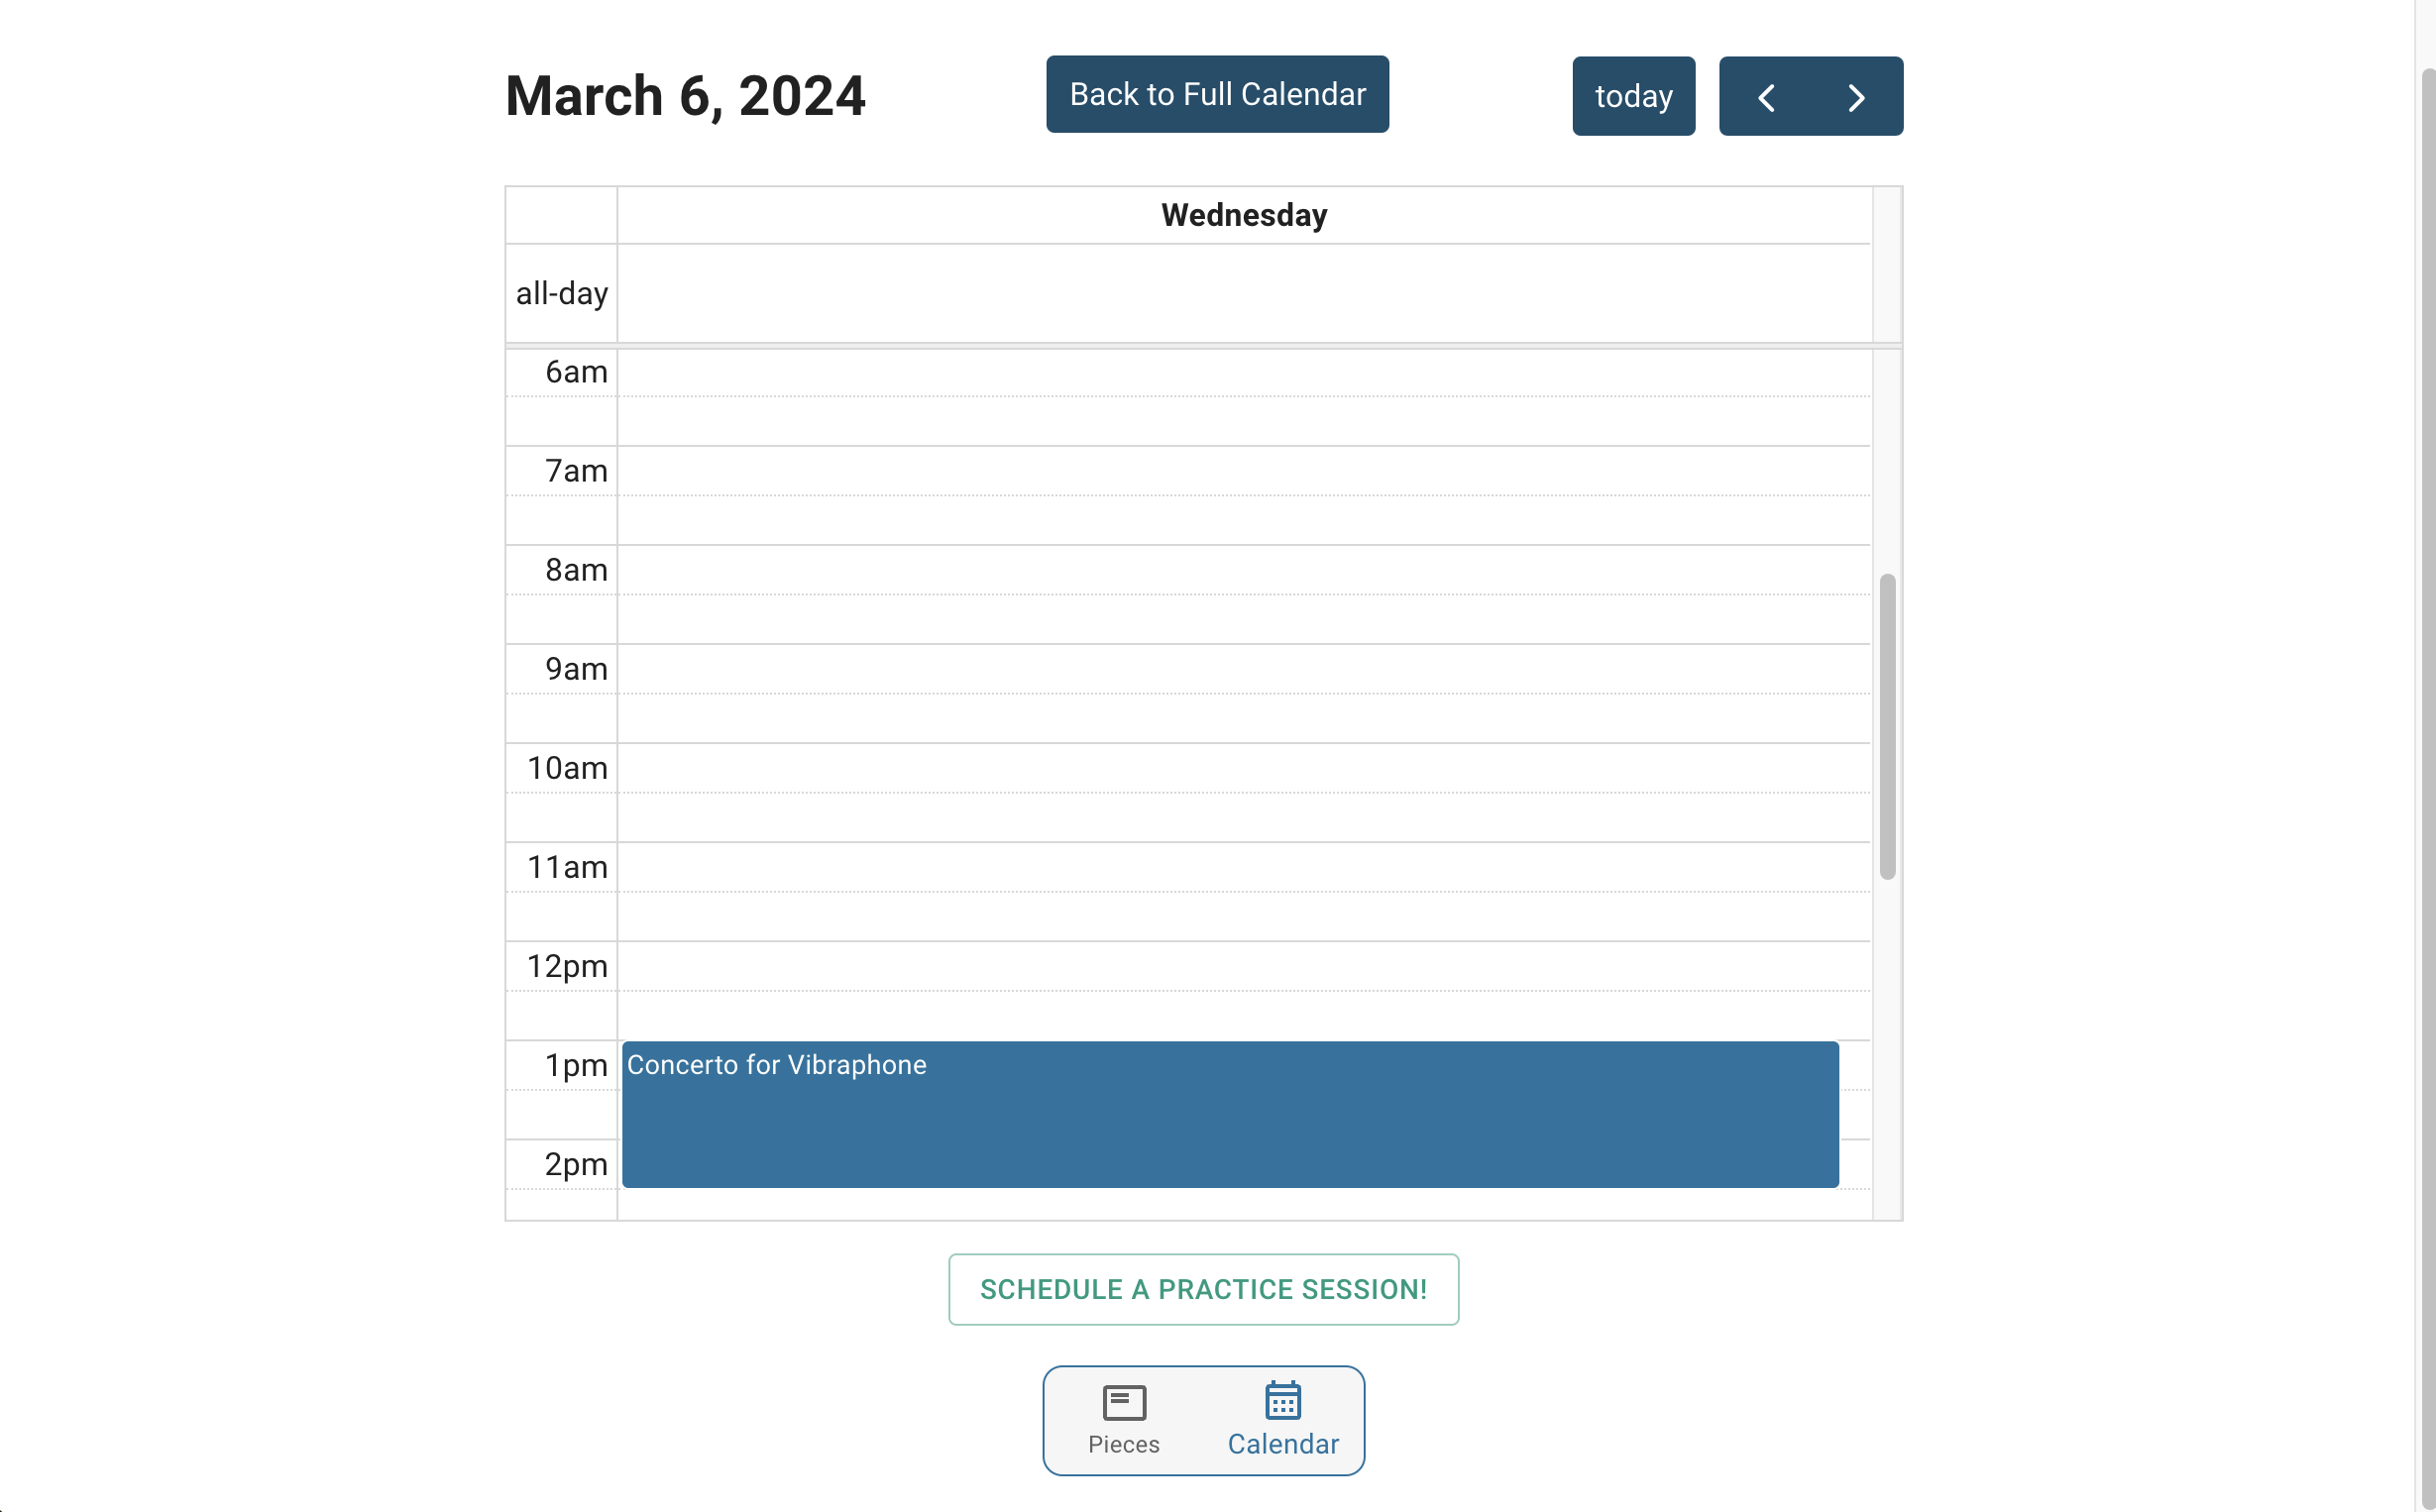 March 6, 2024
Back to Full Calendar
today
Wednesday
all-day
6am
7am
8am
9am
10am
11am
12pm
1pm
Concerto for Vibraphone
2pm
SCHEDULE A PRACTICE SESSION!
Pieces
Calendar